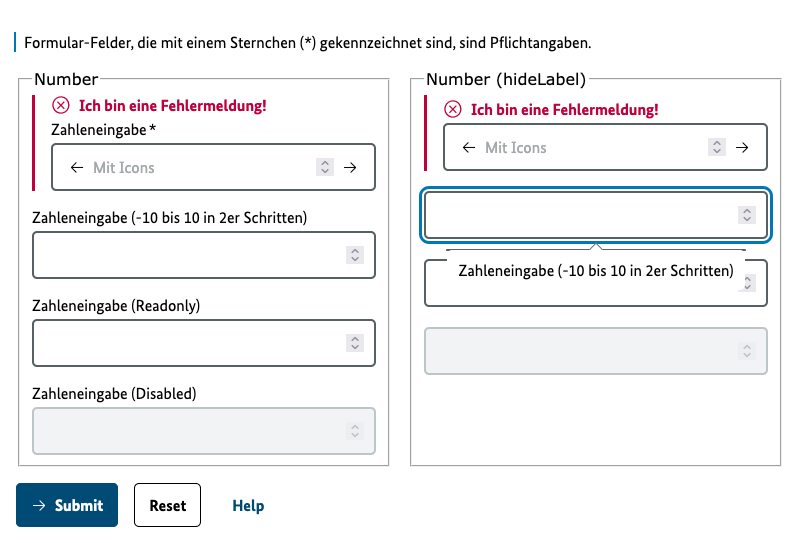 Formular-Felder, die mit einem Sternchen (*) gekennzeichnet sind, sind Pflichtangaben.
Number
Ich bin eine Fehlermeldung!
Zahleneingabe *
Mit Icons
Zahleneingabe (-10 bis 10 in 2er Schritten)
Zahleneingabe (Readonly)
Zahleneingabe (Disabled)
Number (hideLabel)
Ich bin eine Fehlermeldung!
Mit Icons
Zahleneingabe (-10 bis 10 in 2er Schritten)
Submit
Reset
Help